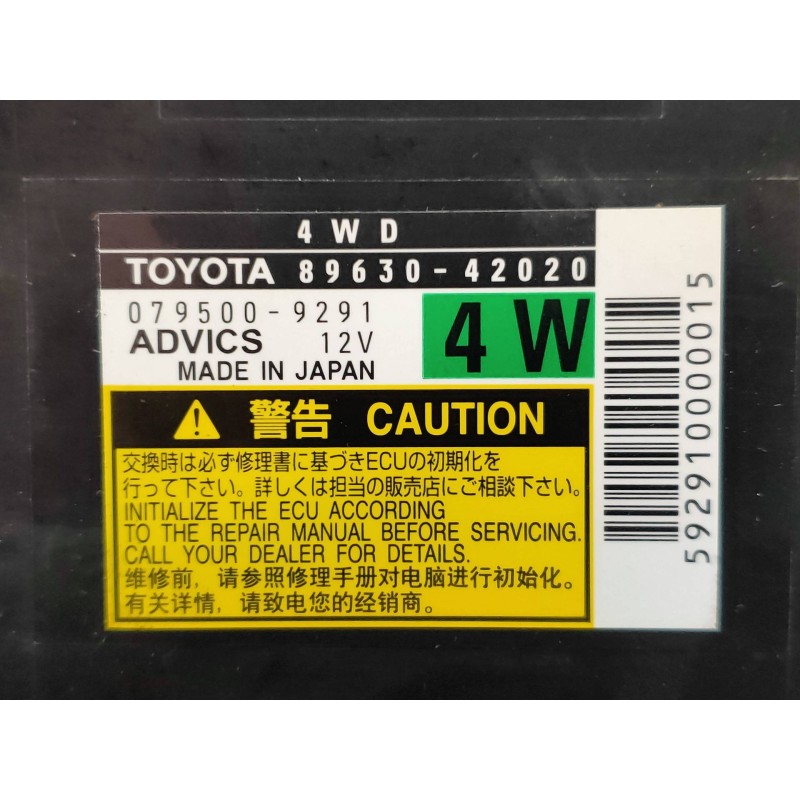 4WD
TOYOTA 89630-42020
079500-9291
ADVICS 12V
MADE IN JAPAN
4W
警告 CAUTION
交換時は必ず修理書に基づきECUの初期化を
行って下さい。詳しくは担当の販売店にご相談下さい。
INITIALIZE THE ECU ACCORDING
TO THE REPAIR MANUAL BEFORE SERVICING.
CALL YOUR DEALER FOR DETAILS.
维修前，请参照修理手册对电脑进行初始化。
有关详情，请致电您的经销商。
592910000015